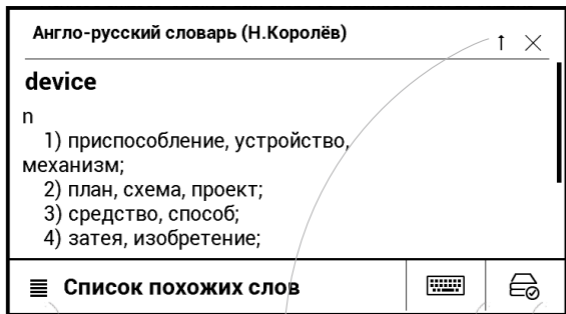 Англо-русский словарь (Н.Королёв)
device
n
1) приспособление, устройство,
механизм;
2) план, схема, проект;
3) средство, способ;
4) затея, изобретение;
Список похожих слов